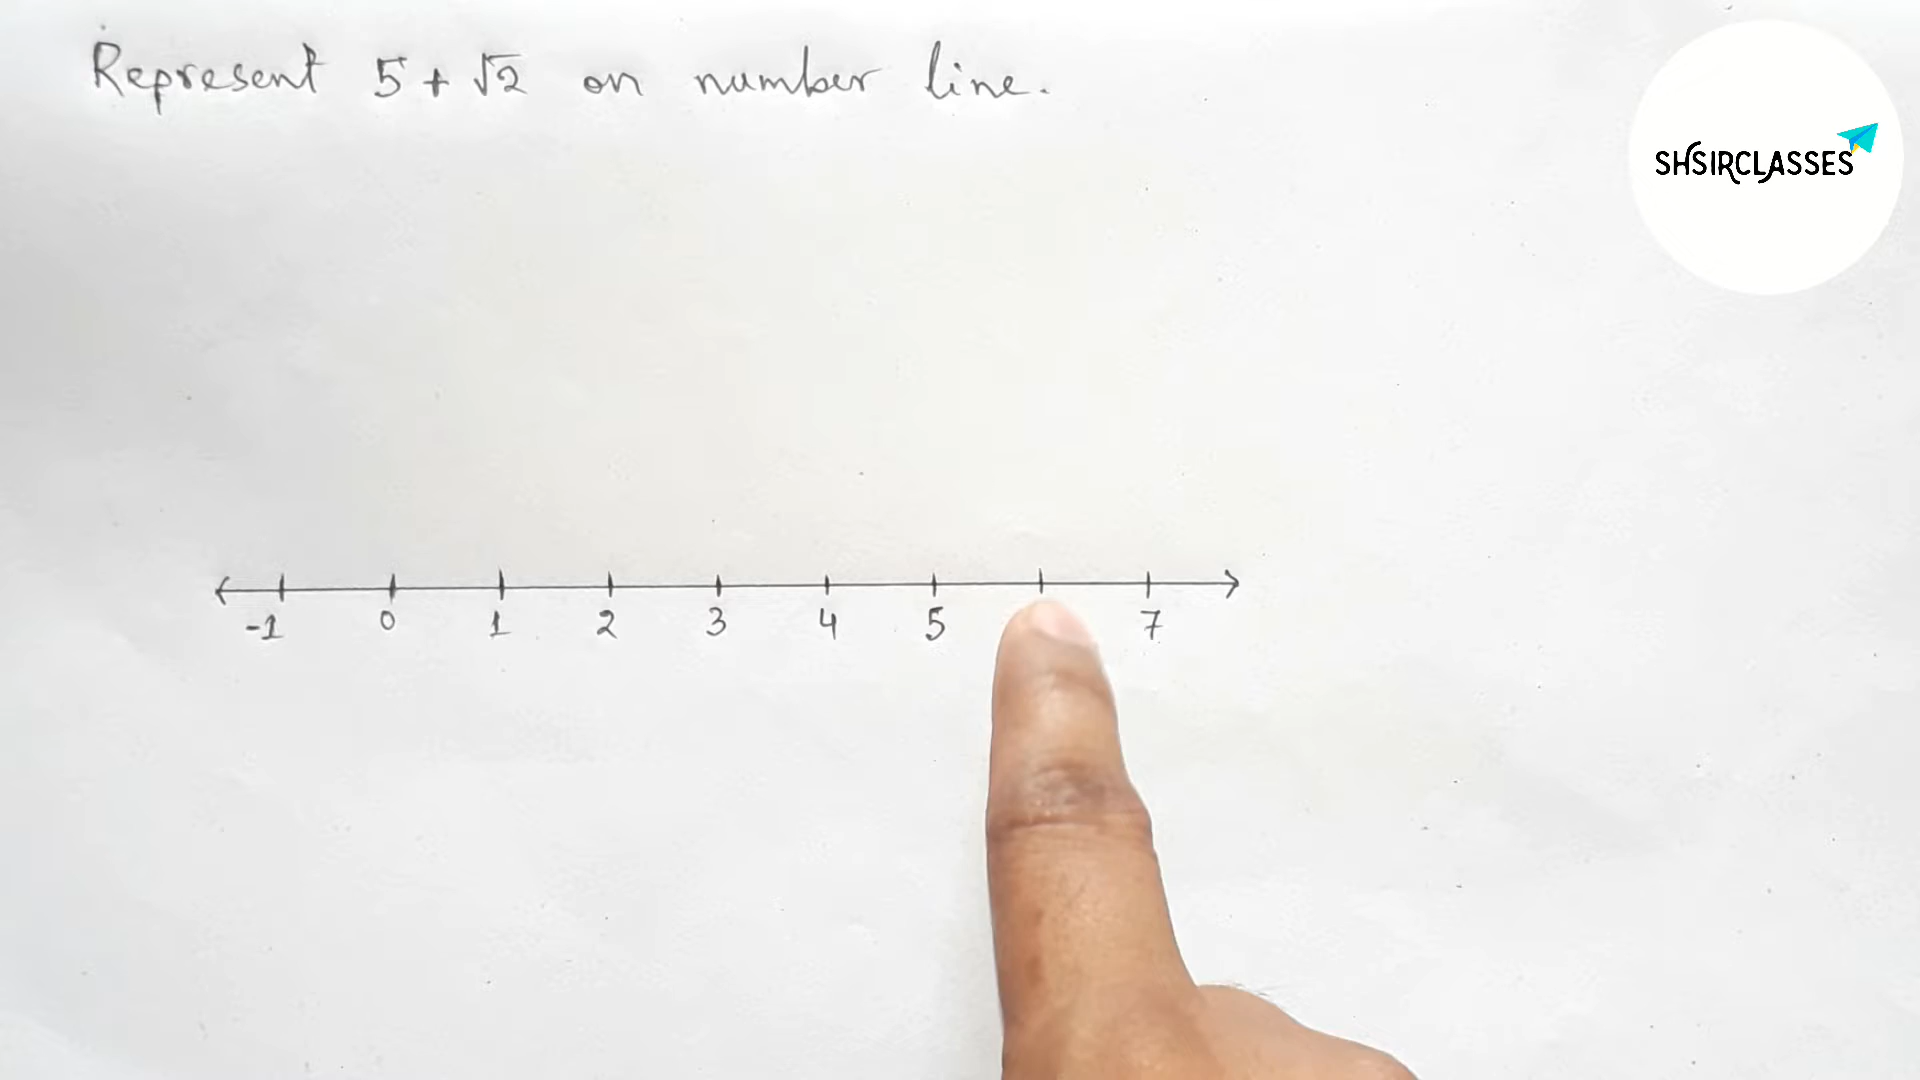 Represent 5 + √2 on number line.
SHSIRCLASSES
-1 0 1 2 3 4 5 7